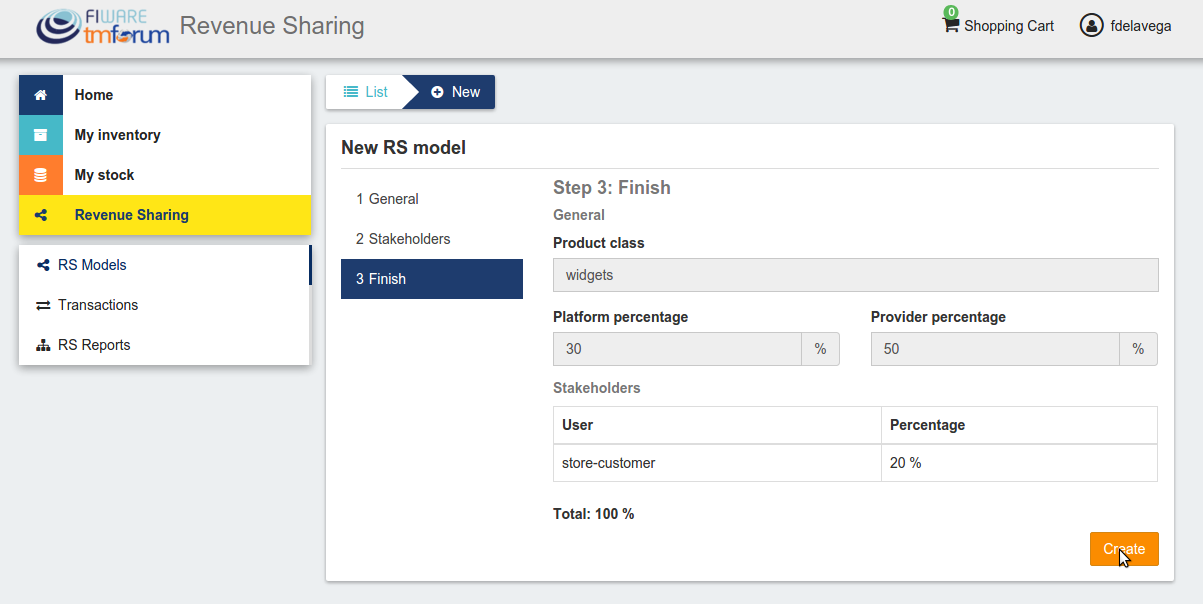 FIWARE
tmforum
Revenue Sharing
0
Shopping Cart
fdelavega
Home
My inventory
My stock
Revenue Sharing
RS Models
Transactions
RS Reports
List
New
New RS model
1 General
2 Stakeholders
3 Finish
Step 3: Finish
General
Product class
widgets
Platform percentage
Provider percentage
30 %
50 %
Stakeholders
User Percentage
store-customer 20 %
Total: 100 %
Create